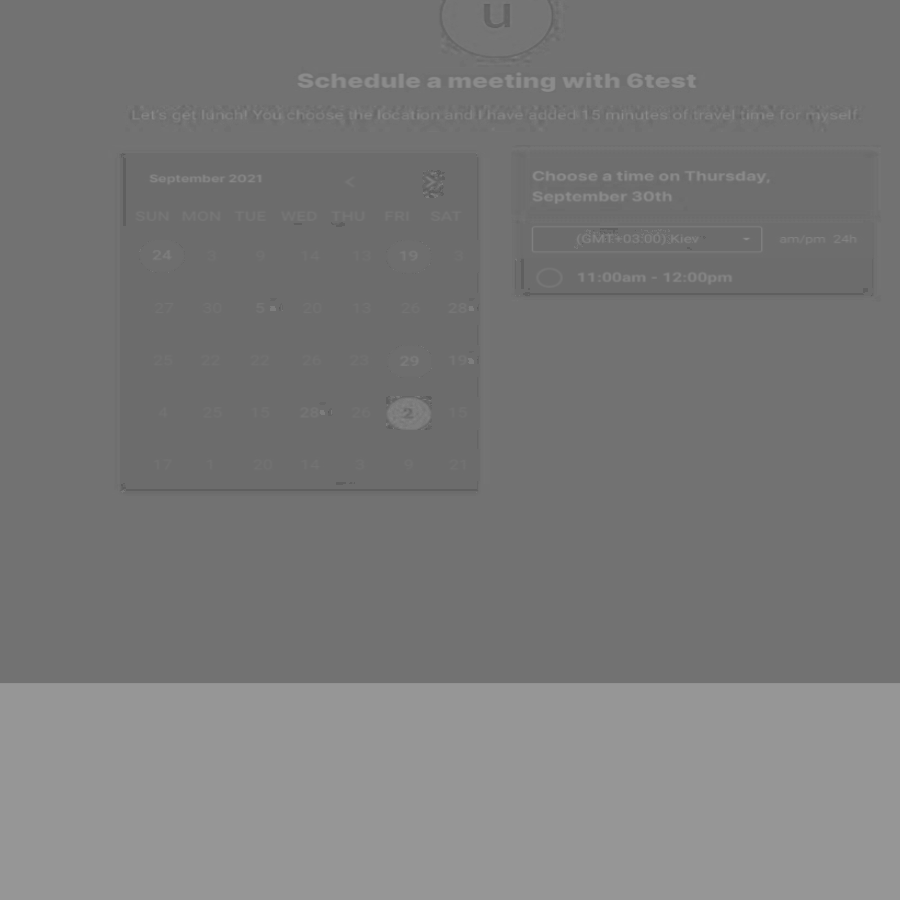 u
Schedule a meeting with 6test
Let's get lunch! You choose the location and I have added 15 minutes of travel time for myself.
September 2021 < >
SUN MON TUE WED THU FRI SAT
24 3 9 14 13 19 3
27 30 5 20 13 26 28
25 22 22 26 23 29 19
4 25 16 28 26 2 15
17 1 20 14 3 9 21
Choose a time on Thursday,
September 30th
(GMT+03:00) Kiev
am/pm 24h
11:00am - 12:00pm